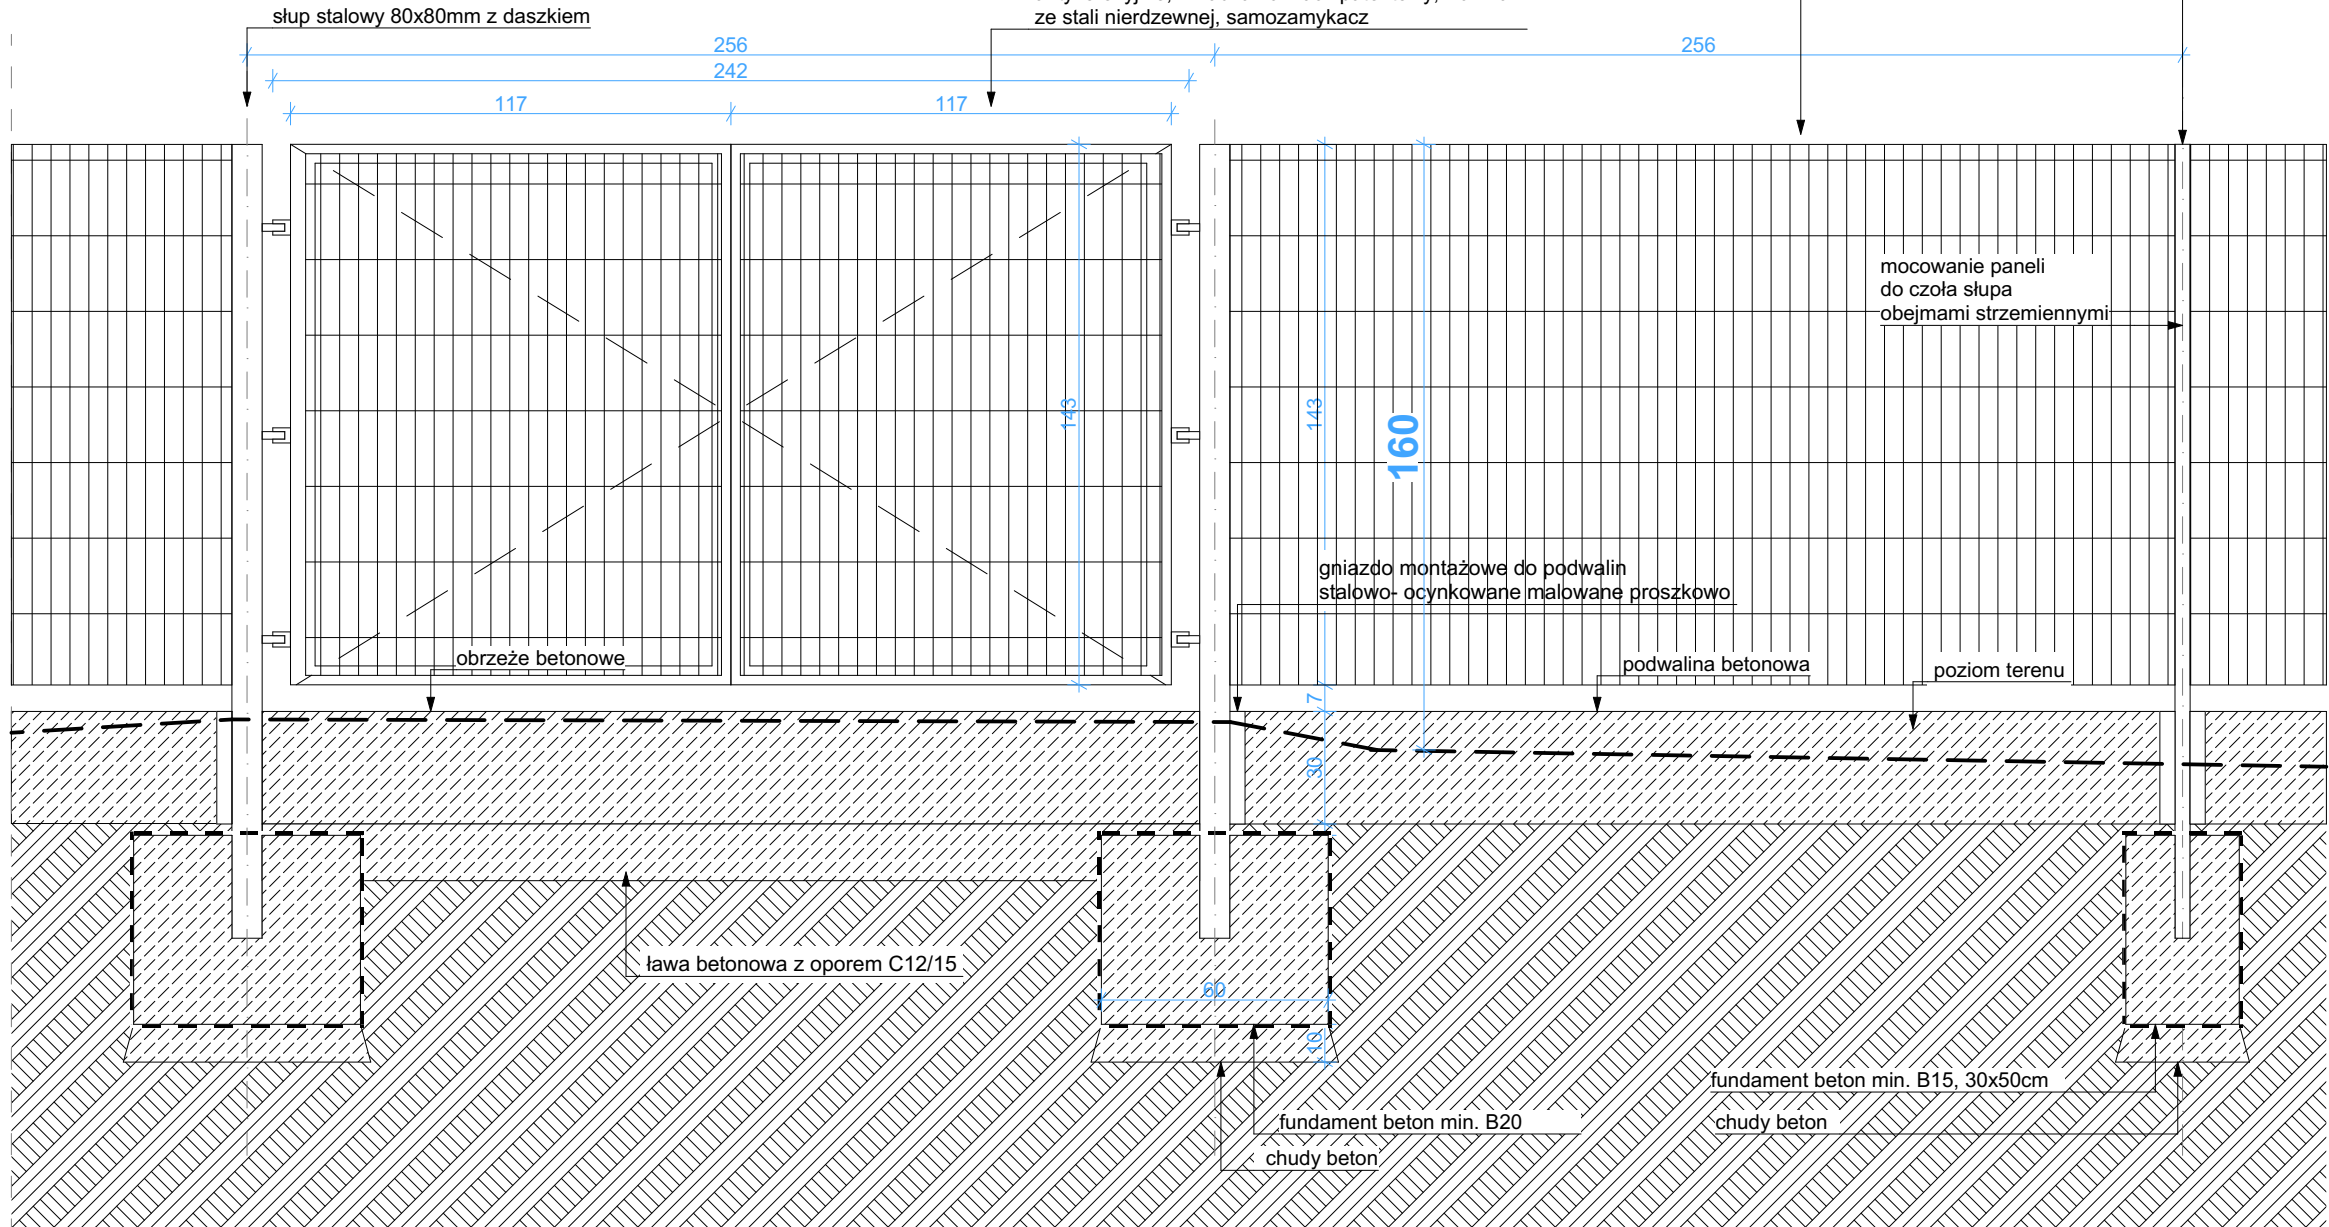 słup stalowy 80x80mm z daszkiem
ze stali nierdzewnej, samozamykacz
256
256
242
117
117
mocowanie paneli
do czoła słupa
obejmami strzemiennymi
143
143
160
gniazdo montażowe do podwalin
stalowo- ocynkowane malowane proszkowo
obrzeże betonowe
podwalina betonowa
poziom terenu
7
30
ława betonowa z oporem C12/15
60
10
fundament beton min. B15, 30x50cm
fundament beton min. B20
chudy beton
chudy beton